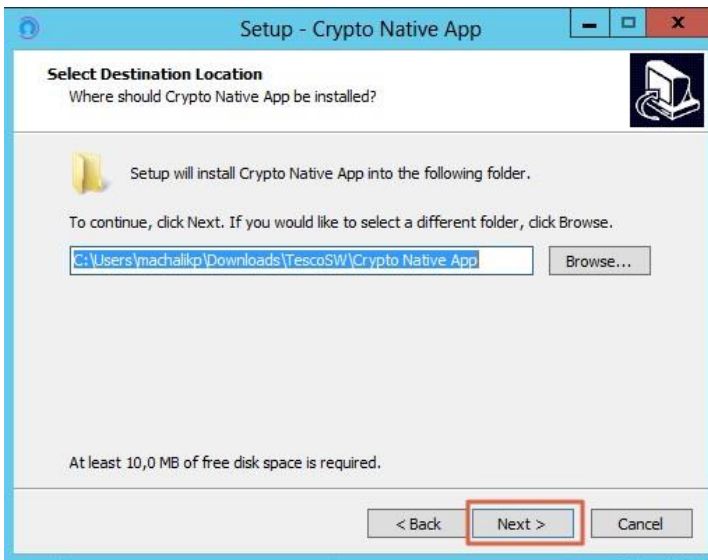 Setup - Crypto Native App
Select Destination Location
Where should Crypto Native App be installed?
Setup will install Crypto Native App into the following folder.
To continue, click Next. If you would like to select a different folder, click Browse.
C:\Users\machalikp\Downloads\TescoSW\Crypto Native App
Browse...
At least 10,0 MB of free disk space is required.
< Back Next > Cancel